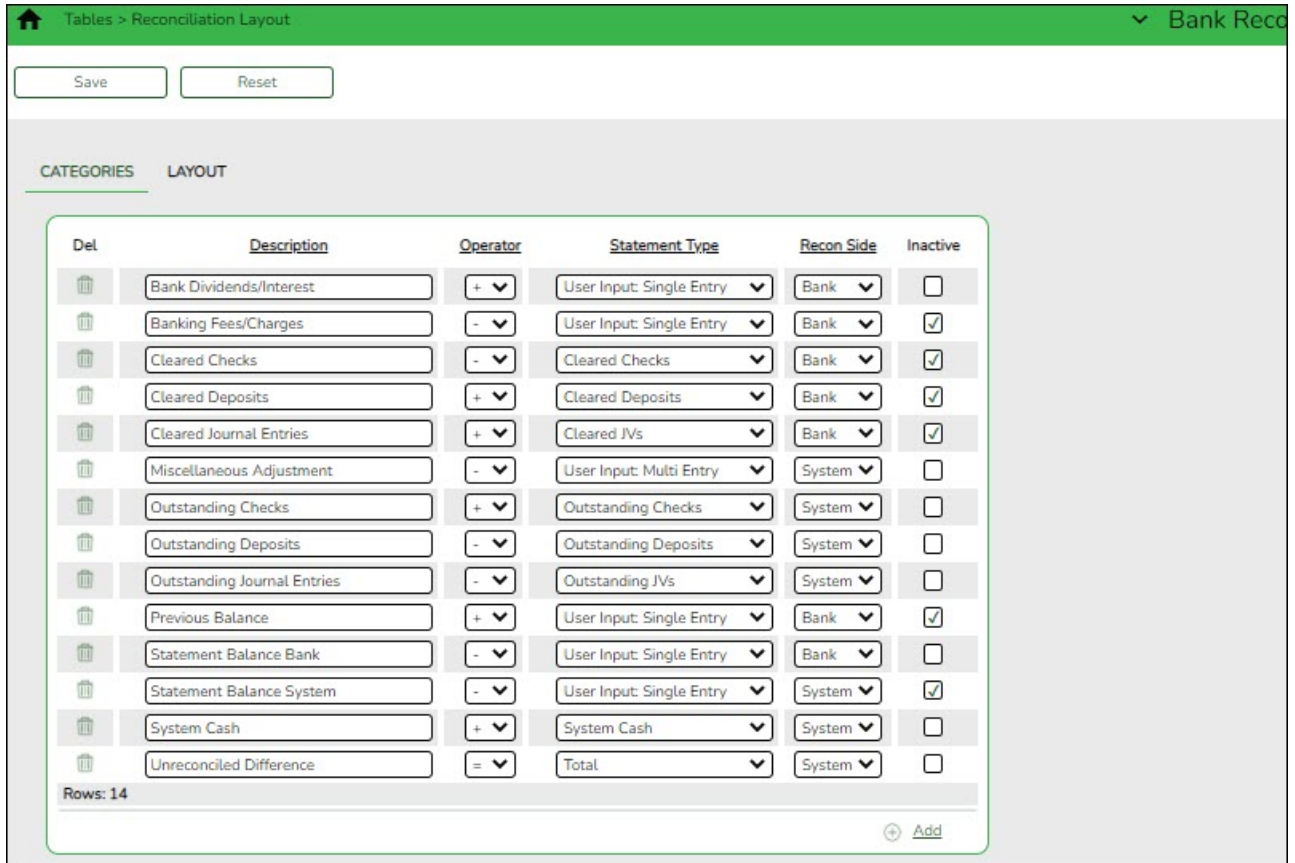 Tables > Reconciliation Layout Bank Reco
Save Reset
CATEGORIES LAYOUT
Del Description Operator Statement Type Recon Side Inactive
Bank Dividends/Interest + User Input: Single Entry Bank
Banking Fees/Charges - User Input: Single Entry Bank
Cleared Checks - Cleared Checks Bank
Cleared Deposits + Cleared Deposits Bank
Cleared Journal Entries + Cleared JVs Bank
Miscellaneous Adjustment - User Input: Multi Entry System
Outstanding Checks + Outstanding Checks System
Outstanding Deposits - Outstanding Deposits System
Outstanding Journal Entries - Outstanding JVs System
Previous Balance + User Input: Single Entry Bank
Statement Balance Bank - User Input: Single Entry Bank
Statement Balance System - User Input: Single Entry System
System Cash + System Cash System
Unreconciled Difference = Total System
Rows: 14
Add